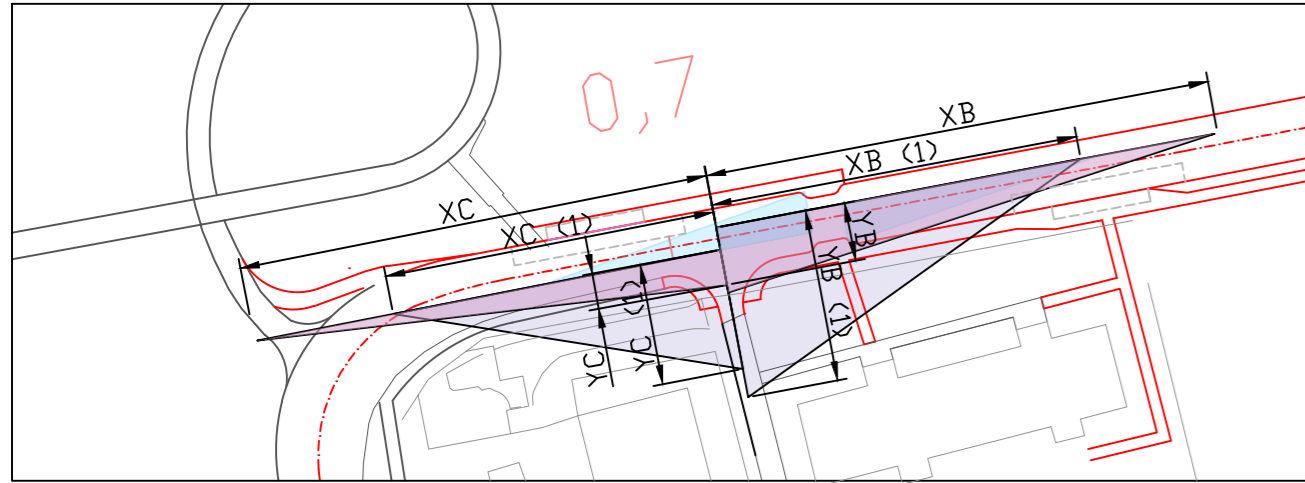 0,7
XB
XB (1)
XC
XC (1)
YB
YB (1)
YC (1)
YC